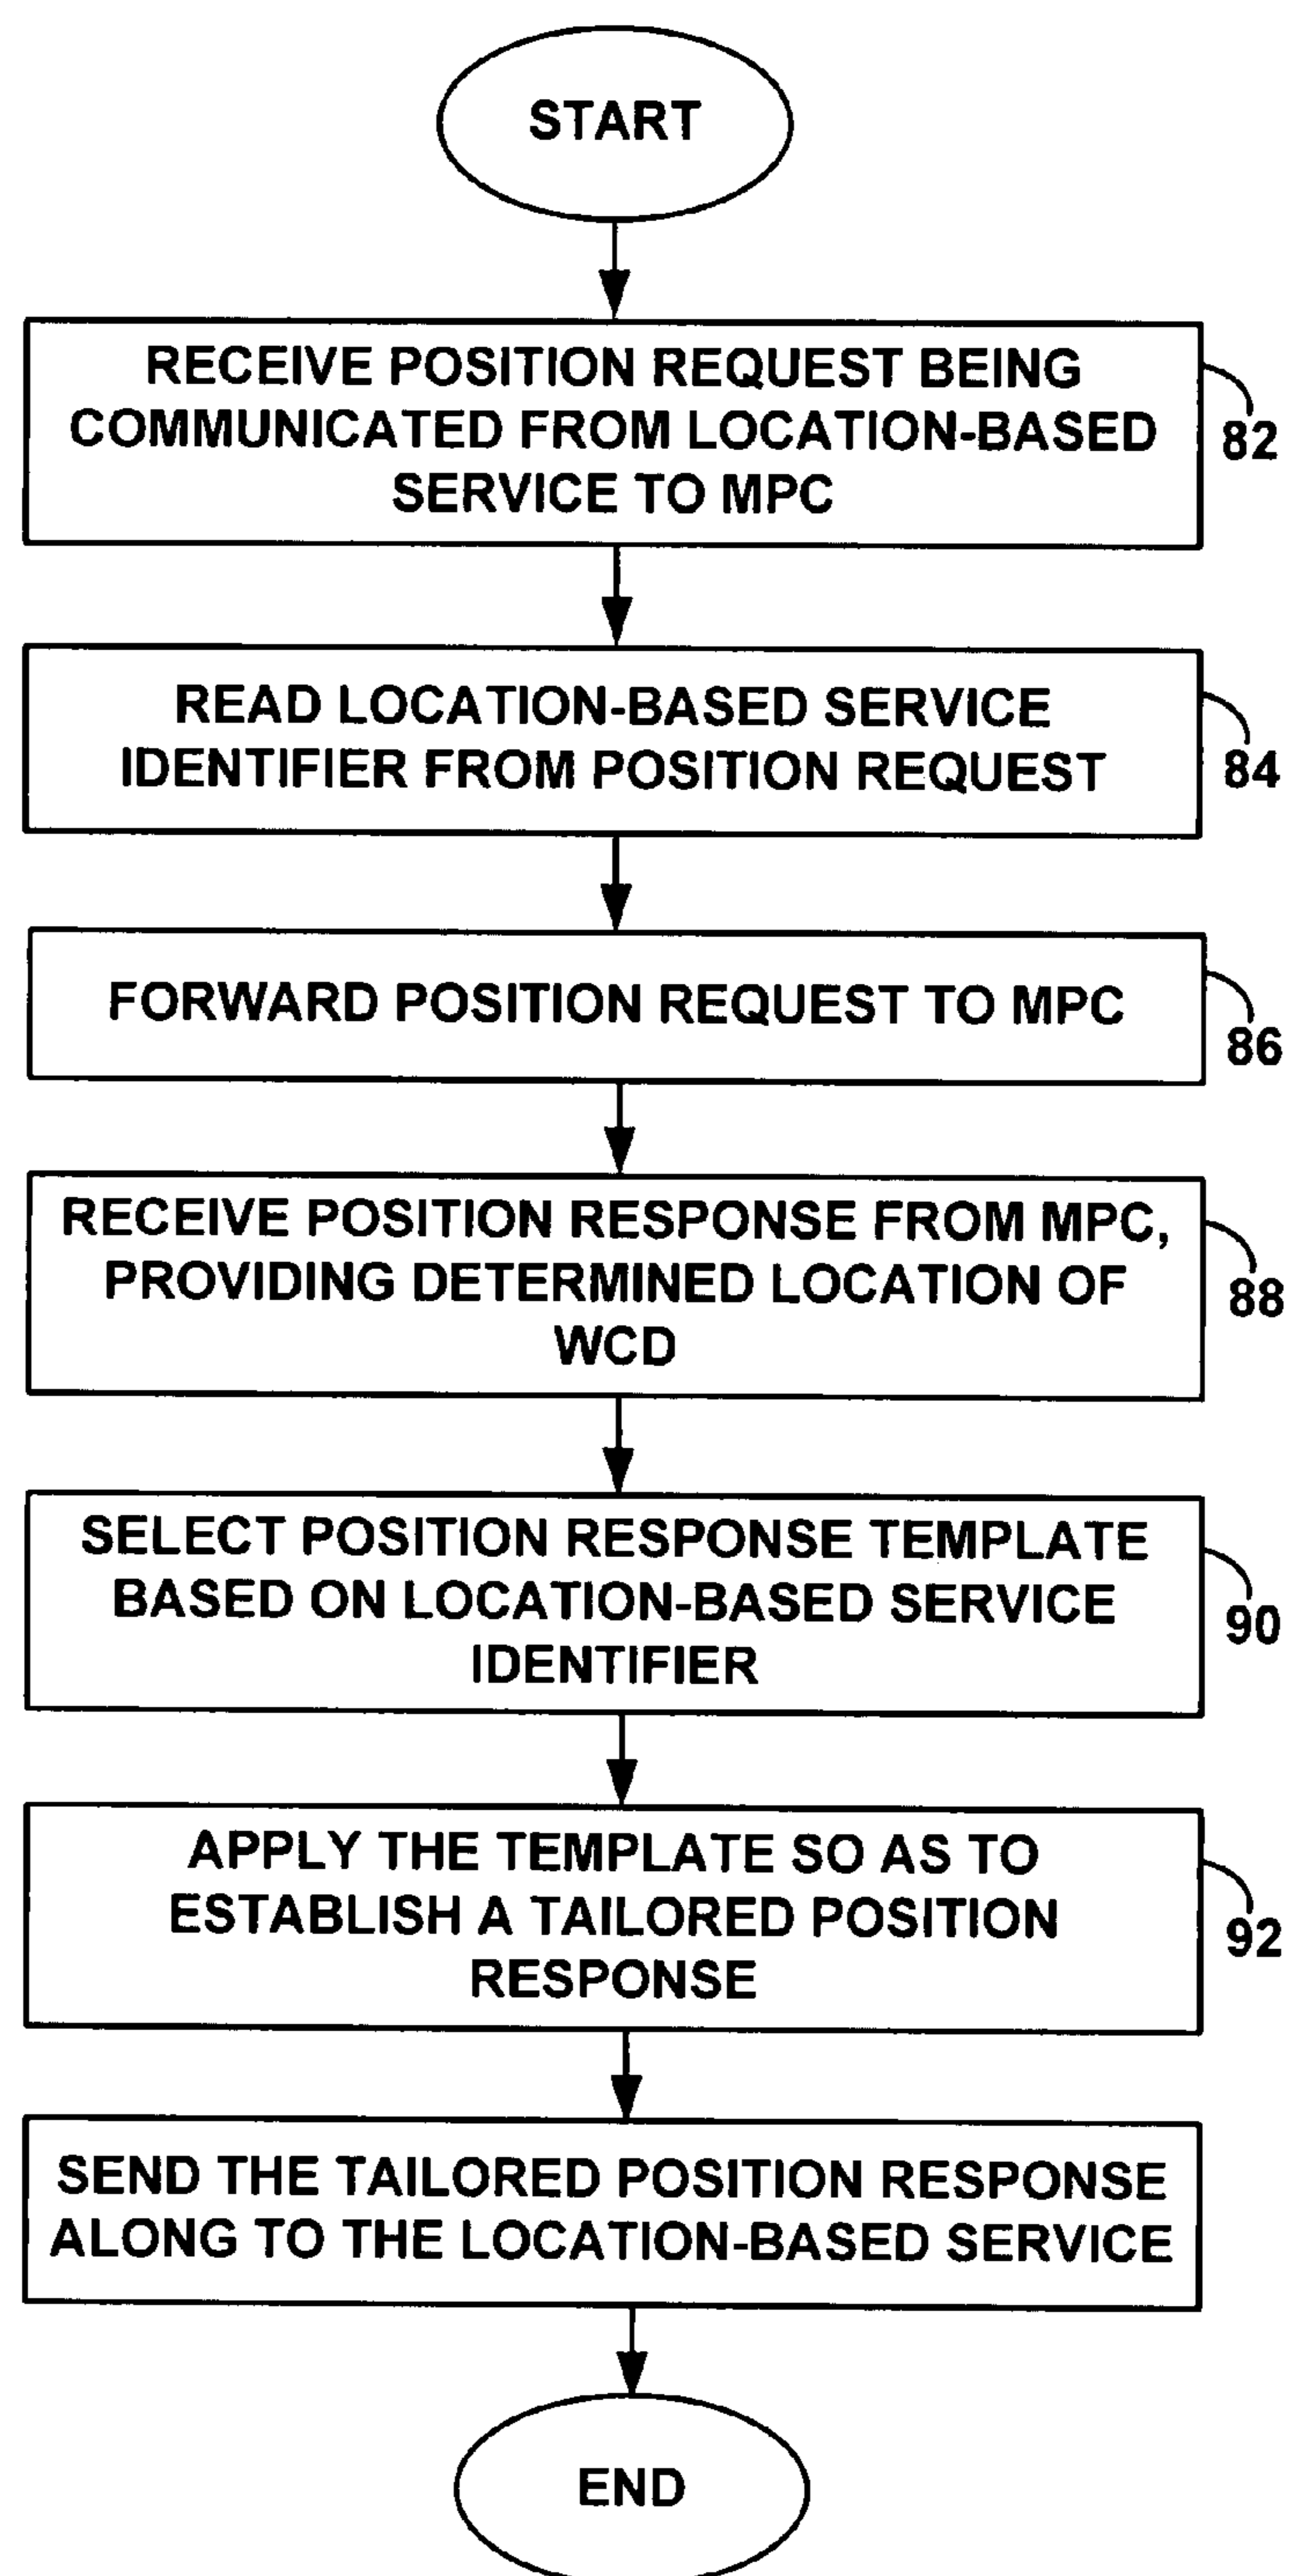 START
RECEIVE POSITION REQUEST BEING
COMMUNICATED FROM LOCATION-BASED
SERVICE TO MPC
82
READ LOCATION-BASED SERVICE
IDENTIFIER FROM POSITION REQUEST
84
FORWARD POSITION REQUEST TO MPC
86
RECEIVE POSITION RESPONSE FROM MPC,
PROVIDING DETERMINED LOCATION OF
WCD
88
SELECT POSITION RESPONSE TEMPLATE
BASED ON LOCATION-BASED SERVICE
IDENTIFIER
90
APPLY THE TEMPLATE SO AS TO
ESTABLISH A TAILORED POSITION
RESPONSE
92
SEND THE TAILORED POSITION RESPONSE
ALONG TO THE LOCATION-BASED SERVICE
END